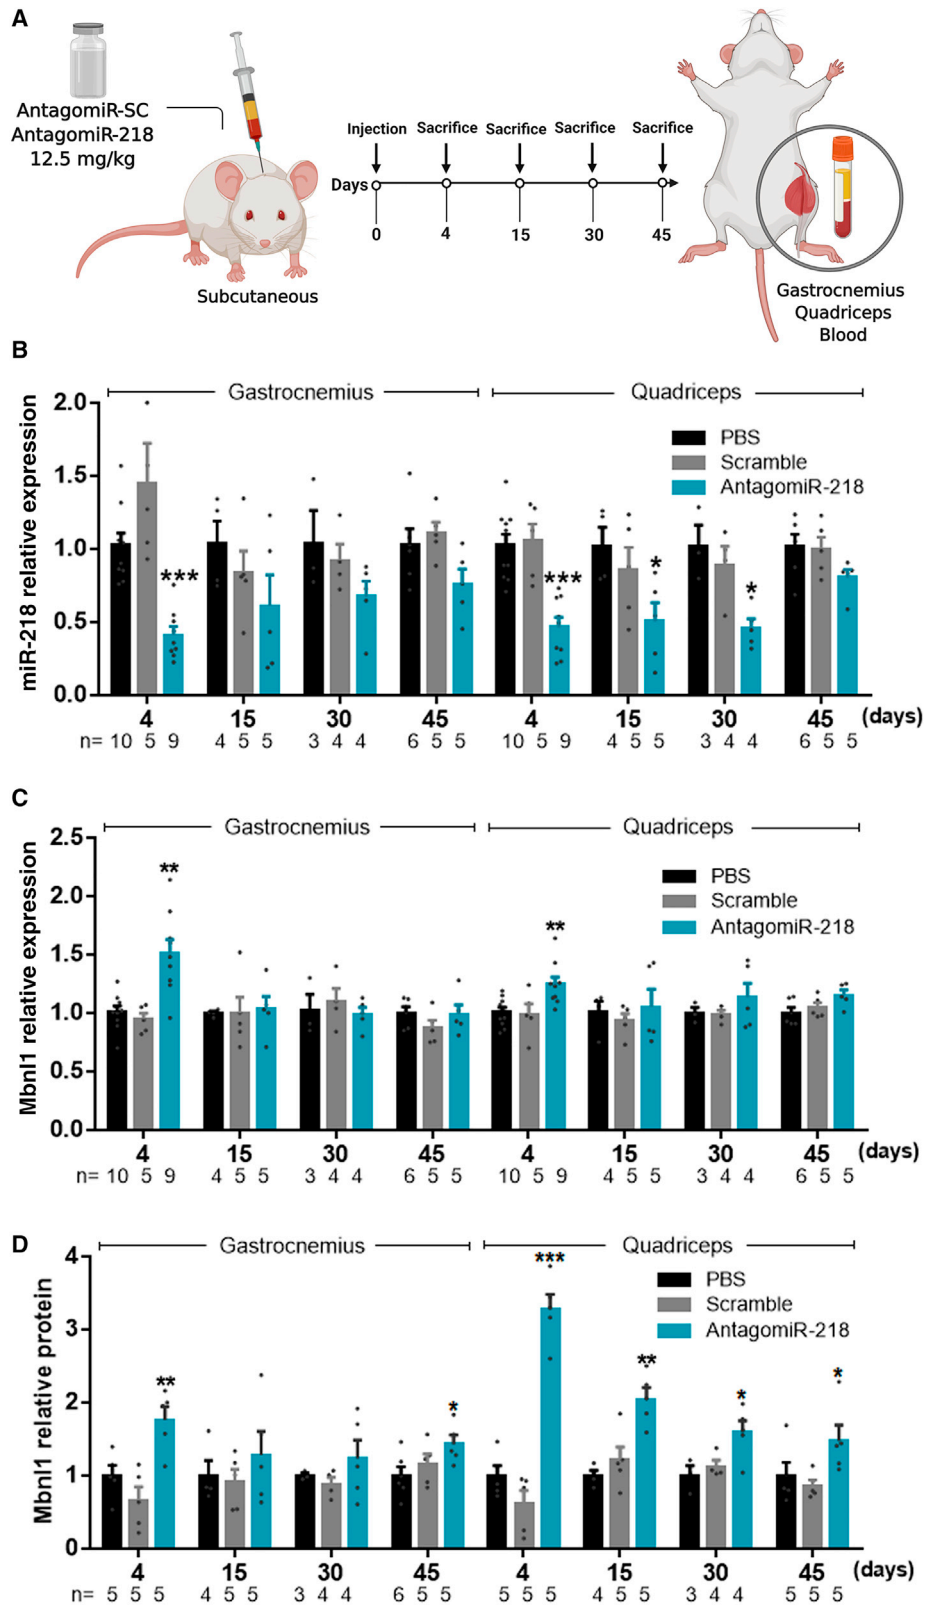 A
AntagomiR-SC
AntagomiR-218
12.5 mg/kg
Subcutaneous
Injection Sacrifice Sacrifice Sacrifice Sacrifice
Days
0 4 15 30 45
Gastrocnemius
Quadriceps
Blood
B
Gastrocnemius Quadriceps
miR-218 relative expression
2.0
1.5
1.0
0.5
0.0
PBS
Scramble
AntagomiR-218
*** *** * *
4 15 30 45 4 15 30 45 (days)
n= 10 5 9 4 5 5 3 4 4 6 5 5 10 5 9 4 5 5 3 4 4 6 5 5
C
Gastrocnemius Quadriceps
Mbnl1 relative expression
2.5
2.0
1.5
1.0
0.5
0.0
PBS
Scramble
AntagomiR-218
** **
4 15 30 45 4 15 30 45 (days)
n= 10 5 9 4 5 5 3 4 4 6 5 5 10 5 9 4 5 5 3 4 4 6 5 5
D
Gastrocnemius Quadriceps
Mbnl1 relative protein
4
3
2
1
0
PBS
Scramble
AntagomiR-218
** * *** ** * *
4 15 30 45 4 15 30 45 (days)
n= 5 5 5 4 5 5 3 4 4 6 5 5 5 5 5 4 5 5 3 4 4 5 5 5